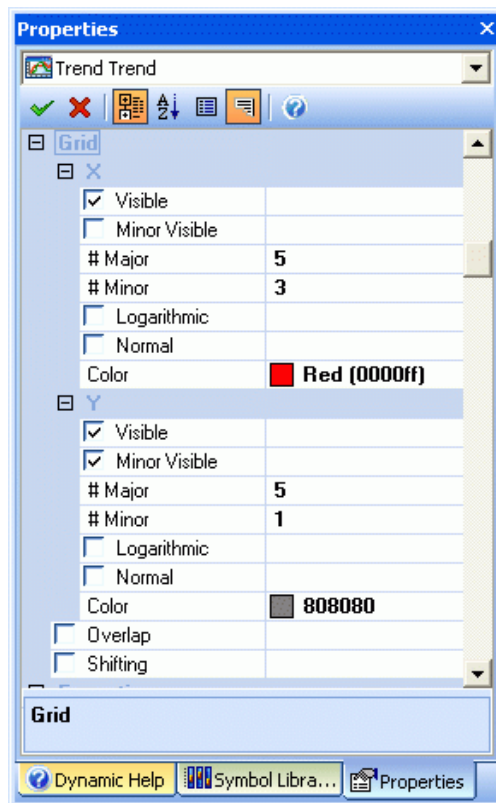 Properties
Trend Trend
Grid
X
Visible
Minor Visible
# Major 5
# Minor 3
Logarithmic
Normal
Color Red (0000ff)
Y
Visible
Minor Visible
# Major 5
# Minor 1
Logarithmic
Normal
Color 808080
Overlap
Shifting
Grid
Dynamic Help Symbol Libra... Properties